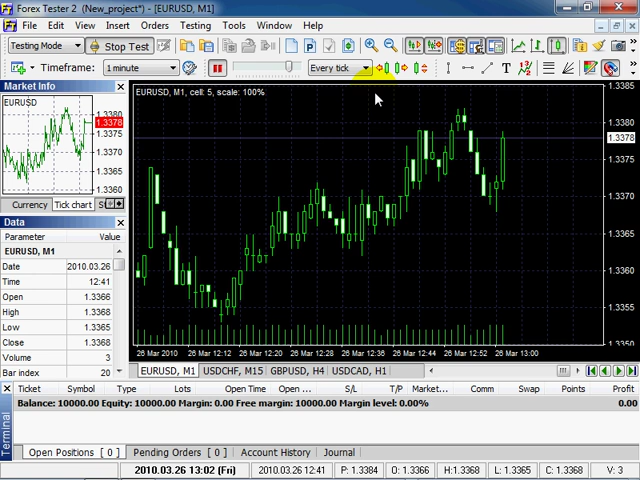 Forex Tester 2 (New_project*) - [EURUSD, M1]
File Edit View Insert Orders Testing Tools Window Help
Testing Mode Stop Test
Timeframe: 1 minute Every tick
Market Info
EURUSD
1.3380
1.3378
1.3375
1.3370
1.3365
1.3360
Currency Tick chart
Data
Parameter Value
EURUSD, M1
Date 2010.03.26
Time 12:41
Open 1.3366
High 1.3368
Low 1.3365
Close 1.3368
Volume 3
Bar index 20
EURUSD, M1, cell: 5, scale: 100%
1.3385
1.3380
1.3378
1.3375
1.3370
1.3365
1.3360
1.3355
1.3350
26 Mar 2010 26 Mar 12:12 26 Mar 12:20 26 Mar 12:28 26 Mar 12:36 26 Mar 12:44 26 Mar 12:52 26 Mar 13:00
EURUSD, M1 USDCHF, M15 GBPUSD, H4 USDCAD, H1
Terminal
Ticket Symbol Type Lots Open Time Open ... S/L T/P Market... Comm Swap Points Profit
Balance: 10000.00 Equity: 10000.00 Margin: 0.00 Free margin: 10000.00 Margin level: 0.00% 0.00
Open Positions [ 0 ] Pending Orders [ 0 ] Account History Journal
2010.03.26 13:02 (Fri) 2010.03.26 12:41 P: 1.3384 O: 1.3366 H:1.3368 L: 1.3365 C: 1.3368 V: 3